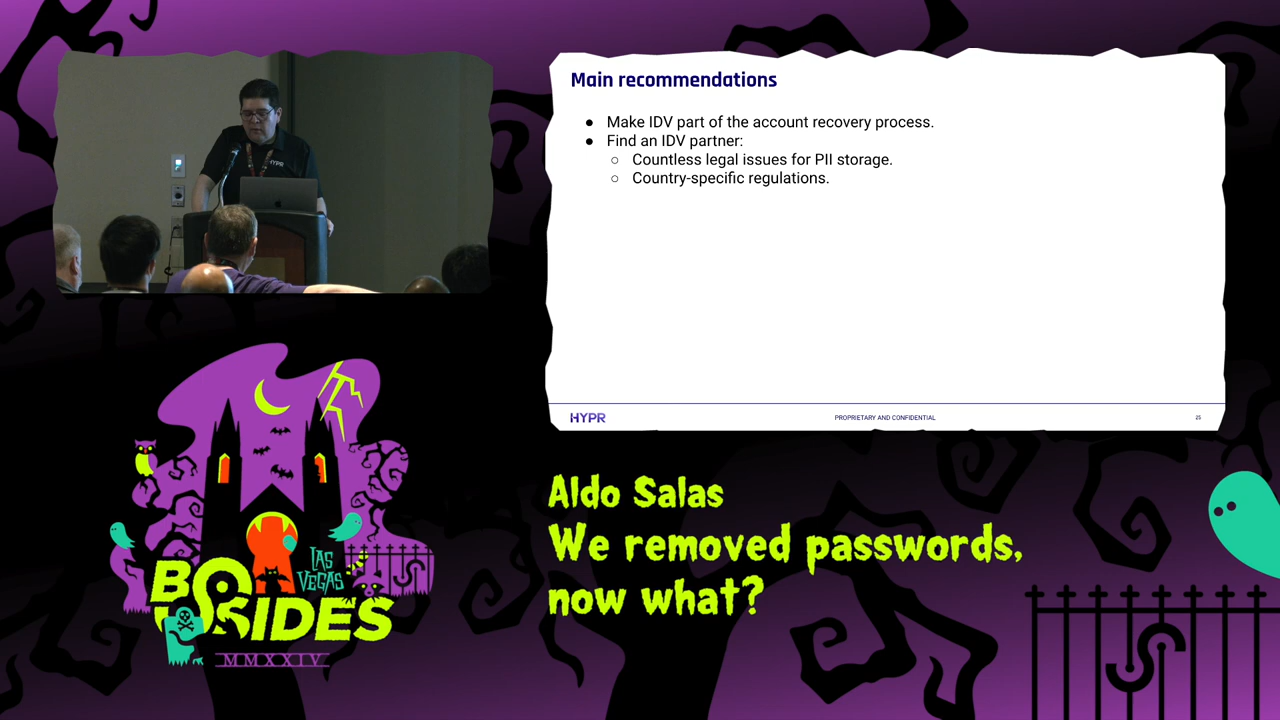 HYPR
Main recommendations
● Make IDV part of the account recovery process.
● Find an IDV partner:
○ Countless legal issues for PII storage.
○ Country-specific regulations.
HYPR
PROPRIETARY AND CONFIDENTIAL
25
LAS
VEGAS
BSIDES
MMXXIV
Aldo Salas
We removed passwords,
now what?